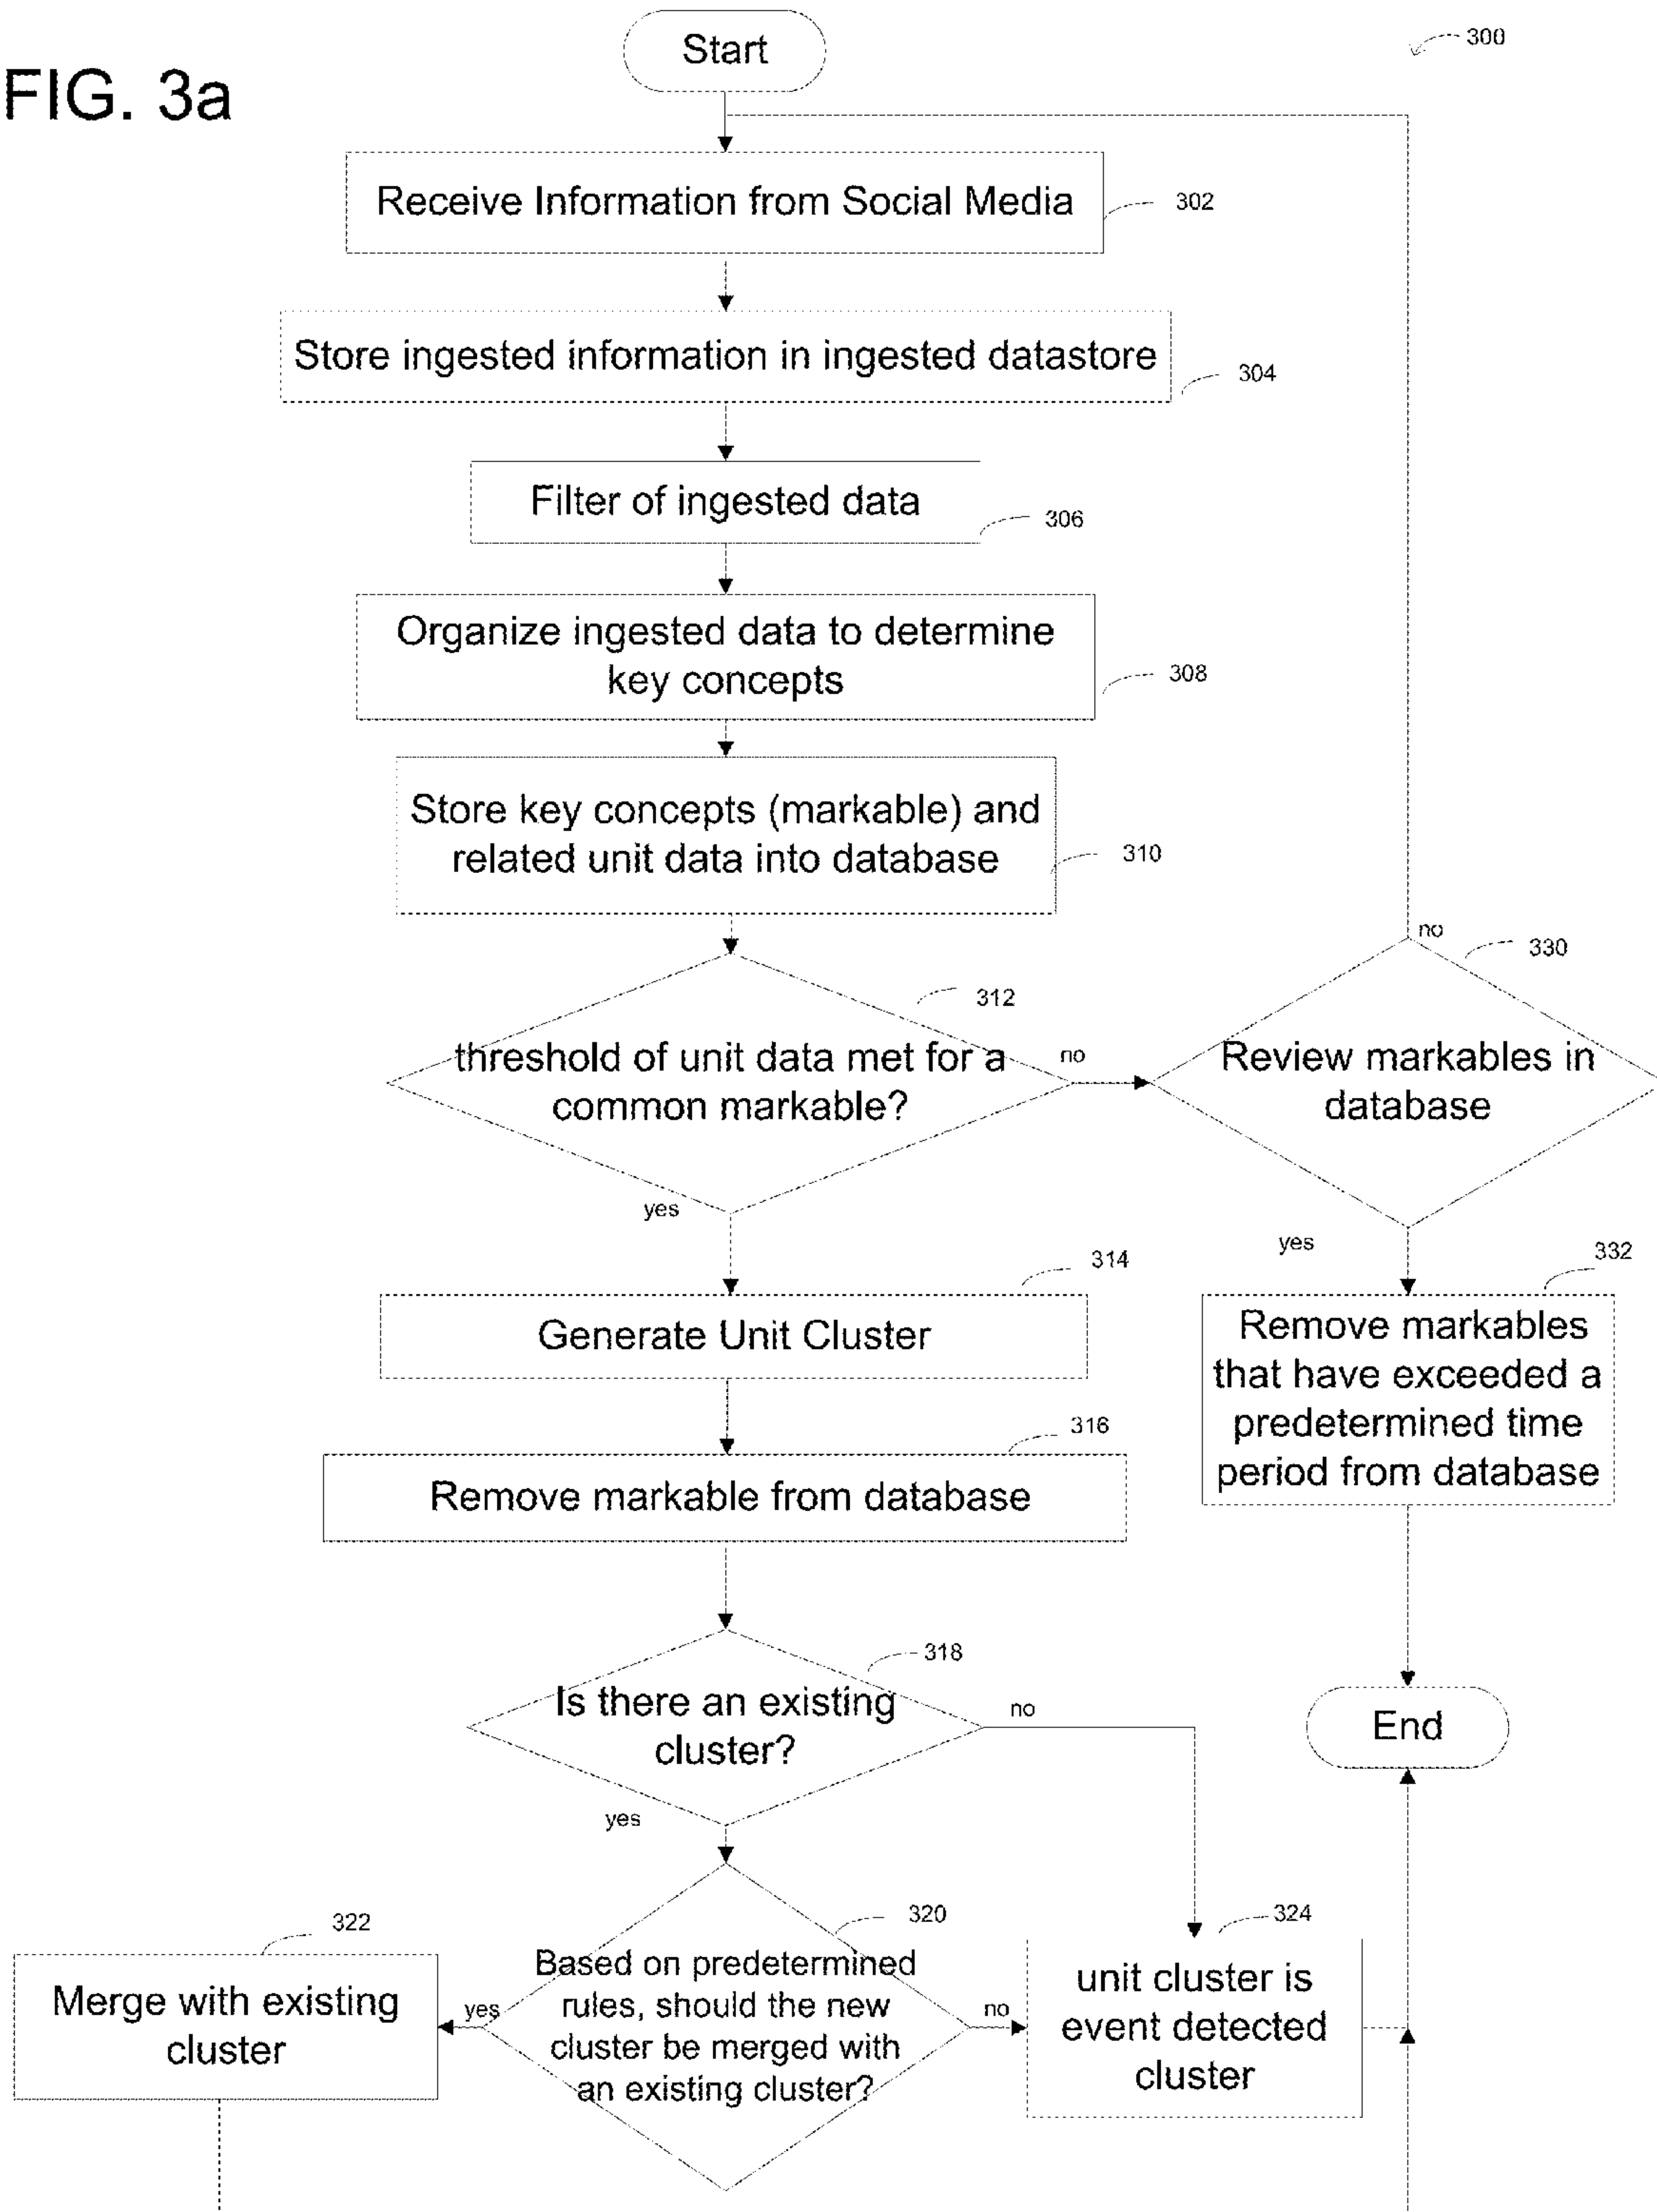 FIG. 3a
Start
300
Receive Information from Social Media
302
Store ingested information in ingested datastore
304
Filter of ingested data
306
Organize ingested data to determine
key concepts
308
Store key concepts (markable) and
related unit data into database
310
threshold of unit data met for a
common markable?
312
no
yes
Review markables in
database
330
no
yes
Generate Unit Cluster
314
Remove markables
that have exceeded a
predetermined time
period from database
332
Remove markable from database
316
Is there an existing
cluster?
318
no
yes
End
Based on predetermined
rules, should the new
cluster be merged with
an existing cluster?
320
yes
no
Merge with existing
cluster
322
unit cluster is
event detected
cluster
324